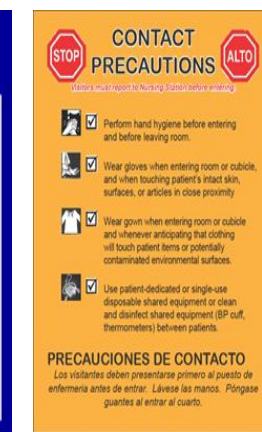 CONTACT
PRECAUTIONS
STOP
ALTO
Visitors must report to Nursing Station before entering
Perform hand hygiene before entering
and before leaving room.
Wear gloves when entering room or cubicle,
and when touching patient's intact skin,
surfaces, or articles in close proximity
Wear gown when entering room or cubicle
and whenever anticipating that clothing
will touch patient items or potentially
contaminated environmental surfaces.
Use patient-dedicated or single-use
disposable shared equipment or clean
and disinfect shared equipment (BP cuff,
thermometers) between patients.
PRECAUCIONES DE CONTACTO
Los visitantes deben presentarse primero al puesto de
enfermeria antes de entrar. Lávese las manos. Póngase
guantes al entrar al cuarto.